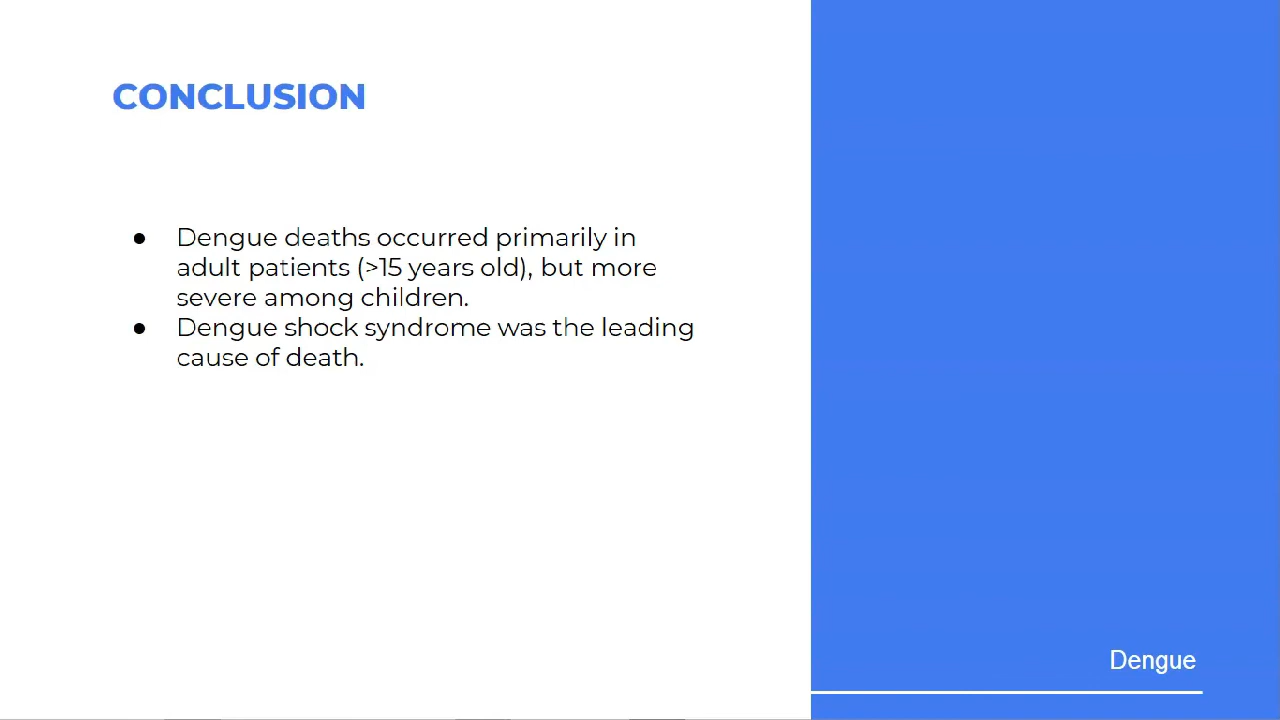 CONCLUSION
● Dengue deaths occurred primarily in
adult patients (>15 years old), but more
severe among children.
● Dengue shock syndrome was the leading
cause of death.
Dengue